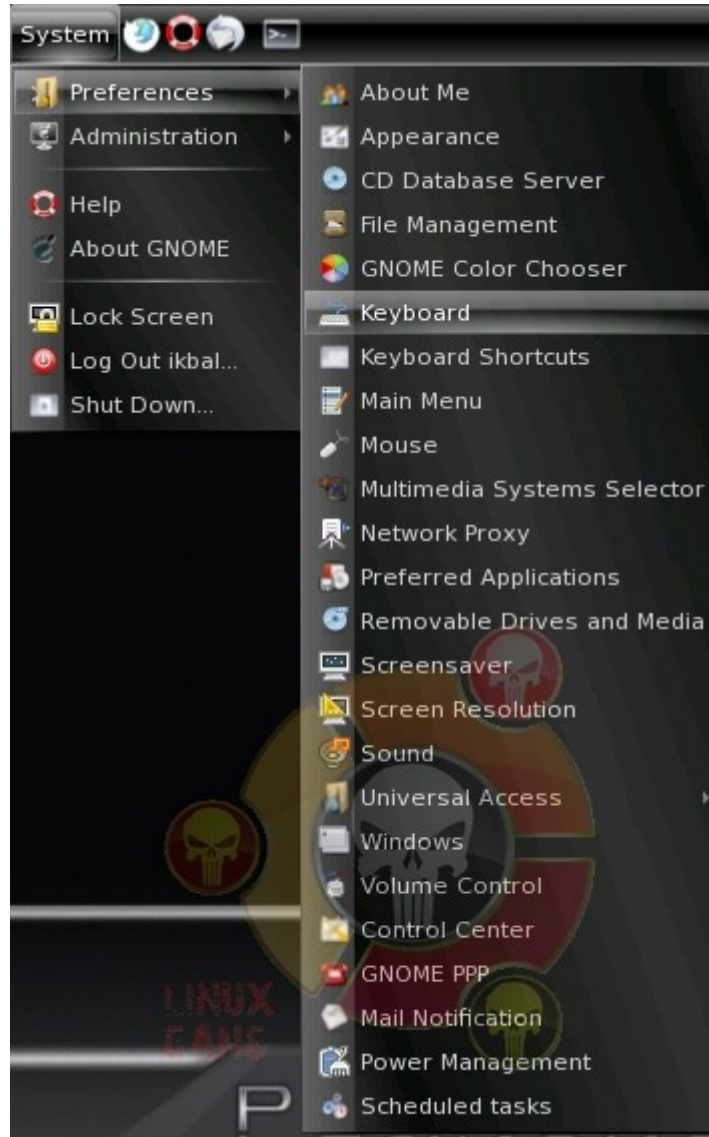 System
Preferences
Administration
Help
About GNOME
Lock Screen
Log Out ikbal...
Shut Down...
About Me
Appearance
CD Database Server
File Management
GNOME Color Chooser
Keyboard
Keyboard Shortcuts
Main Menu
Mouse
Multimedia Systems Selector
Network Proxy
Preferred Applications
Removable Drives and Media
Screensaver
Screen Resolution
Sound
Universal Access
Windows
Volume Control
Control Center
GNOME PPP
Mail Notification
Power Management
Scheduled tasks
LINUX
GANG
P